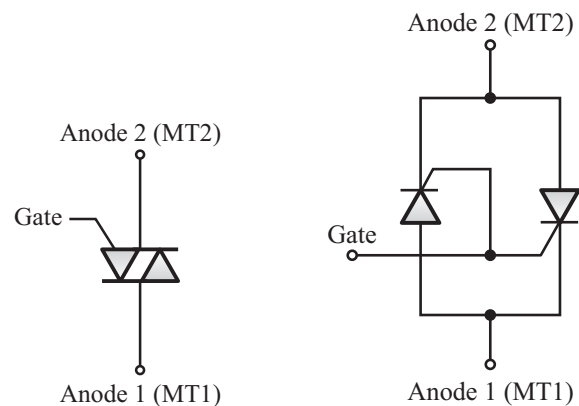 Anode 2 (MT2)
Gate
Anode 1 (MT1)
Anode 2 (MT2)
Gate
Anode 1 (MT1)